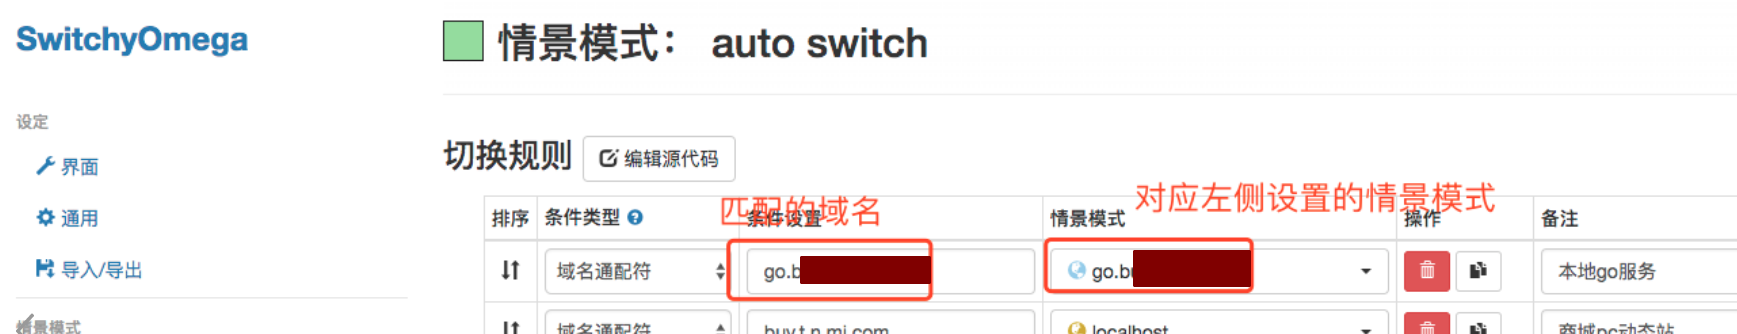 SwitchyOmega
情景模式： auto switch
设定
界面
通用
导入/导出
情景模式
切换规则 编辑源代码
匹配的域名 对应左侧设置的情景模式
排序 条件类型 条件设置 情景模式 操作 备注
域名通配符 go.b go.bu 本地go服务
域名通配符 buy.t.n.mi.com localhost 商城pc动态站